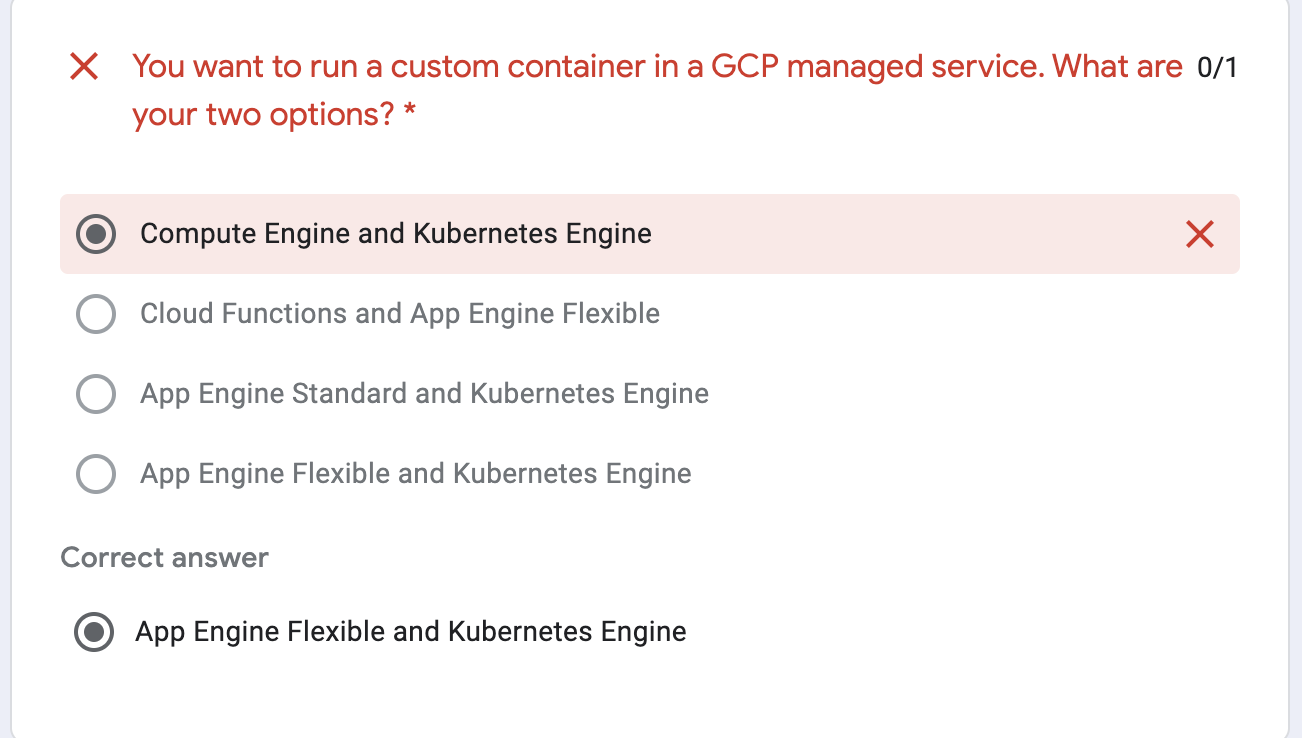 You want to run a custom container in a GCP managed service. What are 0/1
your two options? *
Compute Engine and Kubernetes Engine
Cloud Functions and App Engine Flexible
App Engine Standard and Kubernetes Engine
App Engine Flexible and Kubernetes Engine
Correct answer
App Engine Flexible and Kubernetes Engine